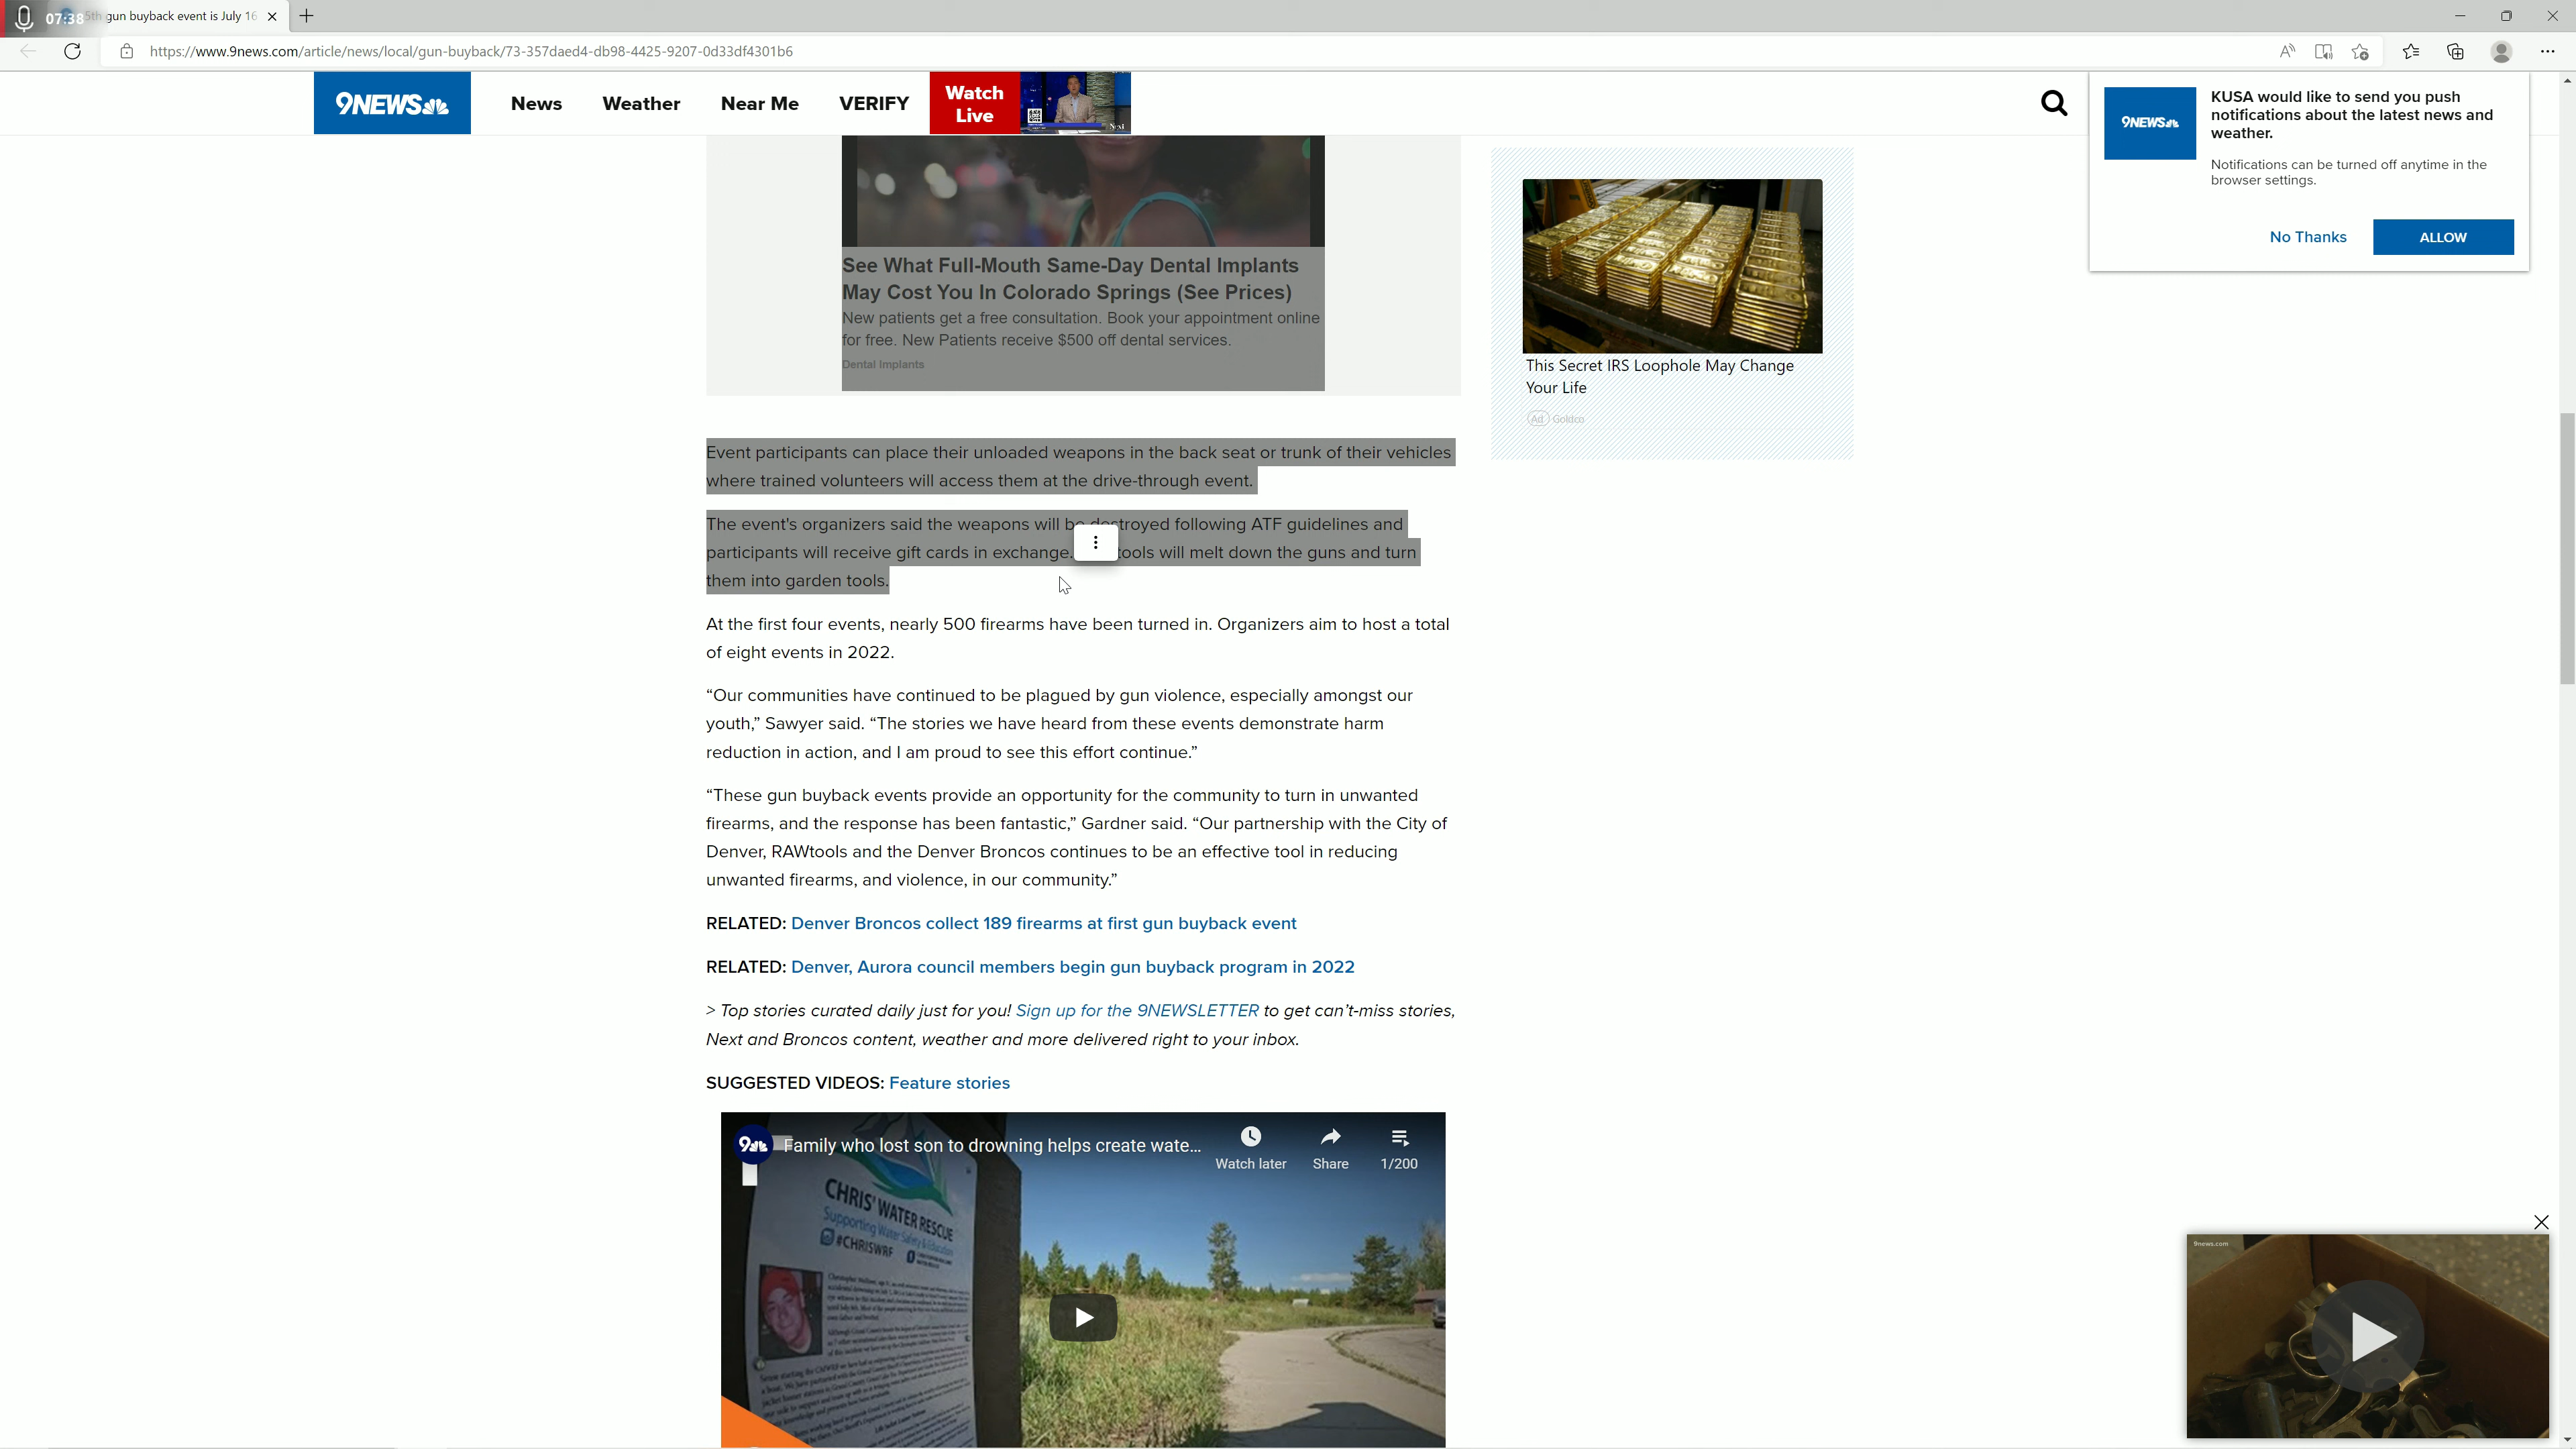 07:38
5th gun buyback event is July 16
https://www.9news.com/article/news/local/gun-buyback/73-357daed4-db98-4425-9207-0d33df4301b6
9NEWS
News
Weather
Near Me
VERIFY
Watch
Live
Next
9NEWS
KUSA would like to send you push
notifications about the latest news and
weather.
Notifications can be turned off anytime in the
browser settings.
No Thanks
ALLOW
See What Full-Mouth Same-Day Dental Implants
May Cost You In Colorado Springs (See Prices)
New patients get a free consultation. Book your appointment online
for free. New Patients receive $500 off dental services.
Dental Implants
This Secret IRS Loophole May Change
Your Life
Ad Goldco
Event participants can place their unloaded weapons in the back seat or trunk of their vehicles
where trained volunteers will access them at the drive-through event.
The event's organizers said the weapons will be destroyed following ATF guidelines and
participants will receive gift cards in exchange. tools will melt down the guns and turn
them into garden tools.
At the first four events, nearly 500 firearms have been turned in. Organizers aim to host a total
of eight events in 2022.
“Our communities have continued to be plagued by gun violence, especially amongst our
youth,” Sawyer said. “The stories we have heard from these events demonstrate harm
reduction in action, and I am proud to see this effort continue.”
“These gun buyback events provide an opportunity for the community to turn in unwanted
firearms, and the response has been fantastic,” Gardner said. “Our partnership with the City of
Denver, RAWtools and the Denver Broncos continues to be an effective tool in reducing
unwanted firearms, and violence, in our community.”
RELATED: Denver Broncos collect 189 firearms at first gun buyback event
RELATED: Denver, Aurora council members begin gun buyback program in 2022
> Top stories curated daily just for you! Sign up for the 9NEWSLETTER to get can’t-miss stories,
Next and Broncos content, weather and more delivered right to your inbox.
SUGGESTED VIDEOS: Feature stories
9
Family who lost son to drowning helps create wate...
Watch later
Share
1/200
CHRIS' WATER RESCUE
Supporting Water Safety & Education
#CHRISWRF
9news.com